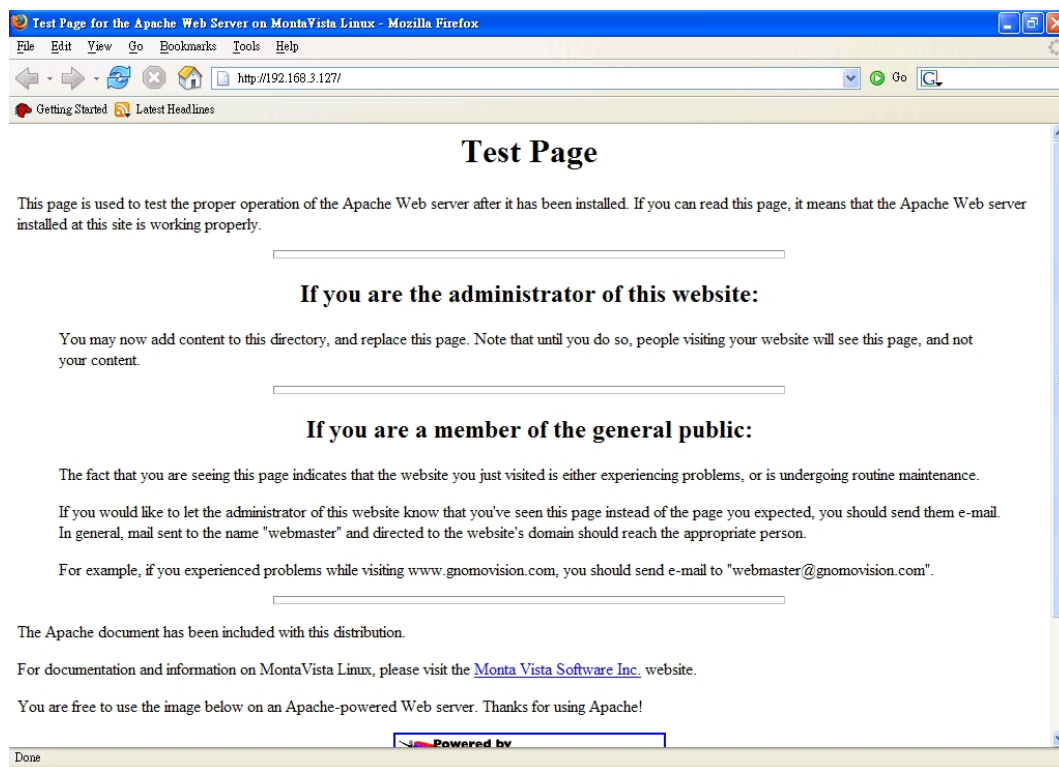 Test Page for the Apache Web Server on MontaVista Linux - Mozilla Firefox
File Edit View Go Bookmarks Tools Help
http://192.168.3.127/ Go G
Getting Started Latest Headlines
Test Page
This page is used to test the proper operation of the Apache Web server after it has been installed. If you can read this page, it means that the Apache Web server
installed at this site is working properly.
If you are the administrator of this website:
You may now add content to this directory, and replace this page. Note that until you do so, people visiting your website will see this page, and not
your content.
If you are a member of the general public:
The fact that you are seeing this page indicates that the website you just visited is either experiencing problems, or is undergoing routine maintenance.
If you would like to let the administrator of this website know that you've seen this page instead of the page you expected, you should send them e-mail.
In general, mail sent to the name "webmaster" and directed to the website's domain should reach the appropriate person.
For example, if you experienced problems while visiting www.gnomovision.com, you should send e-mail to "webmaster@gnomovision.com".
The Apache document has been included with this distribution.
For documentation and information on MontaVista Linux, please visit the Monta Vista Software Inc. website.
You are free to use the image below on an Apache-powered Web server. Thanks for using Apache!
Powered by
Done